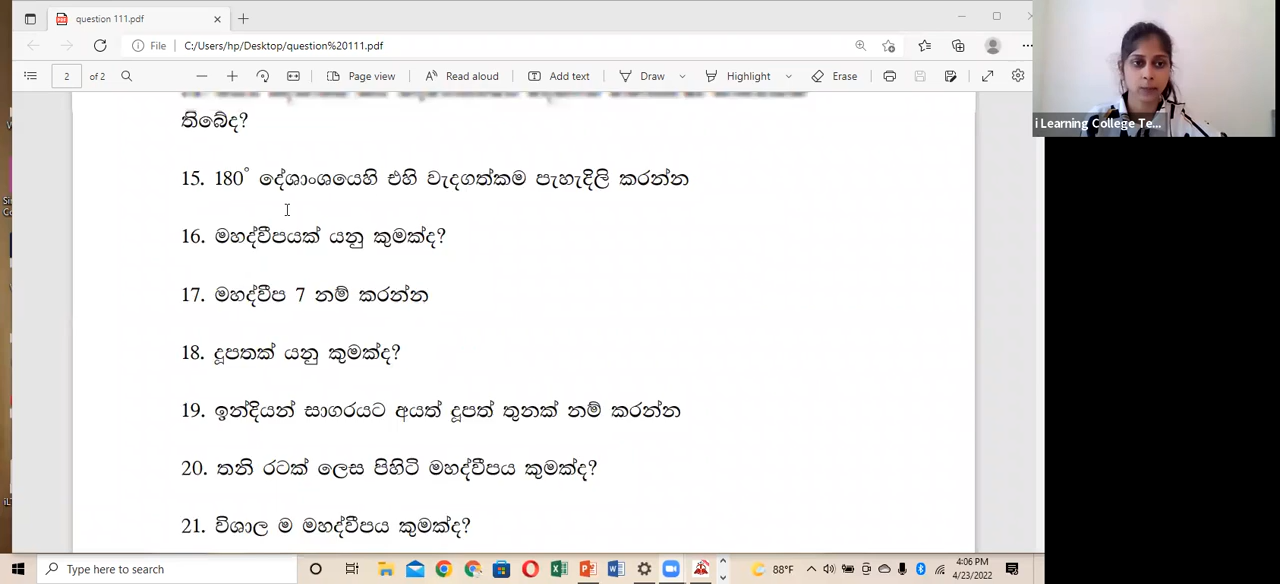 question 111.pdf
File
C:/Users/hp/Desktop/question%20111.pdf
2 of 2
Page view
Read aloud
Add text
Draw
Highlight
Erase
තිබේද?
15. 180° දේශාංශයෙහි එහි වැදගත්කම පැහැදිලි කරන්න
16. මහද්වීපයක් යනු කුමක්ද?
17. මහද්වීප 7 නම් කරන්න
18. දූපතක් යනු කුමක්ද?
19. ඉන්දියන් සාගරයට අයත් දූපත් තුනක් නම් කරන්න
20. තනි රටක් ලෙස පිහිටි මහද්වීපය කුමක්ද?
21. විශාල ම මහද්වීපය කුමක්ද?
i Learning College Te...
Type here to search
88°F
4:06 PM
4/23/2022